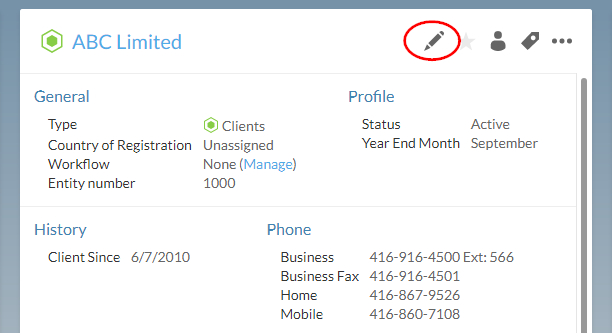 ABC Limited
General
Type Clients
Country of Registration Unassigned
Workflow None (Manage)
Entity number 1000
Profile
Status Active
Year End Month September
History
Client Since 6/7/2010
Phone
Business 416-916-4500 Ext: 566
Business Fax 416-916-4501
Home 416-867-9526
Mobile 416-860-7108